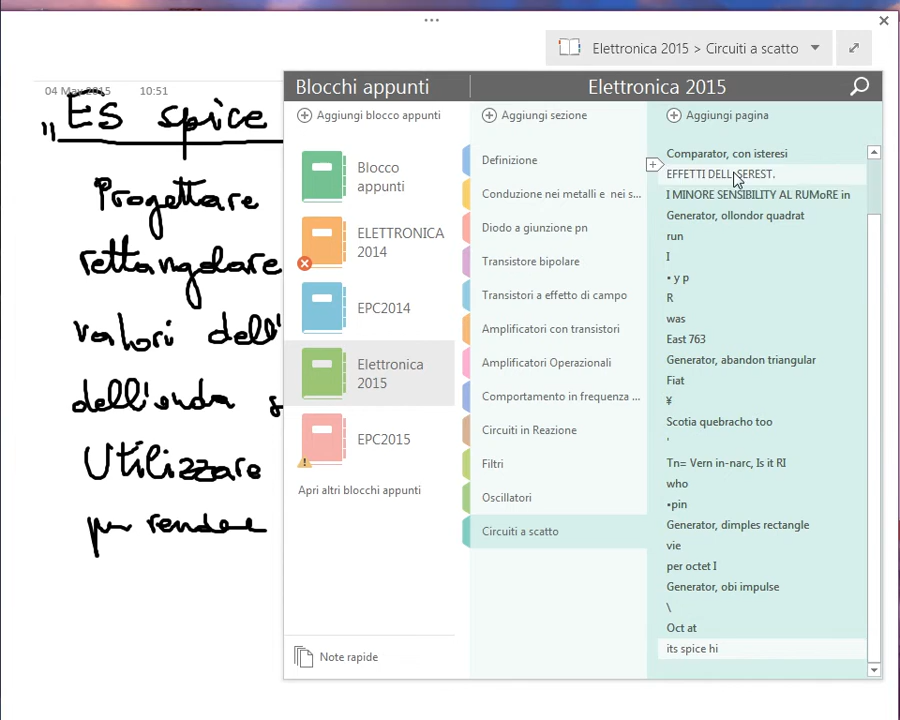 Elettronica 2015 > Circuiti a scatto
Blocchi appunti
Elettronica 2015
Aggiungi blocco appunti
Aggiungi sezione
Aggiungi pagina
Blocco
appunti
ELETTRONICA
2014
EPC2014
Elettronica
2015
EPC2015
Apri altri blocchi appunti
Note rapide
Definizione
Conduzione nei metalli e nei s...
Diodo a giunzione pn
Transistore bipolare
Transistori a effetto di campo
Amplificatori con transistori
Amplificatori Operazionali
Comportamento in frequenza ...
Circuiti in Reazione
Filtri
Oscillatori
Circuiti a scatto
Comparator, con isteresi
EFFETTI DELL SEREST.
I MINORE SENSIBILITY AL RUMoRE in
Generator, ollondor quadrat
run
I
• y p
R
was
East 763
Generator, abandon triangular
Fiat
¥
Scotia quebracho too
'
Tn= Vern in-narc, Is it RI
who
•pin
Generator, dimples rectangle
vie
per octet I
Generator, obi impulse
\
Oct at
its spice hi
04 May 2015 10:51
"Es spice
Progettare
rettangolare
valori dell'
dell'onda
Utilizzare
per rendere